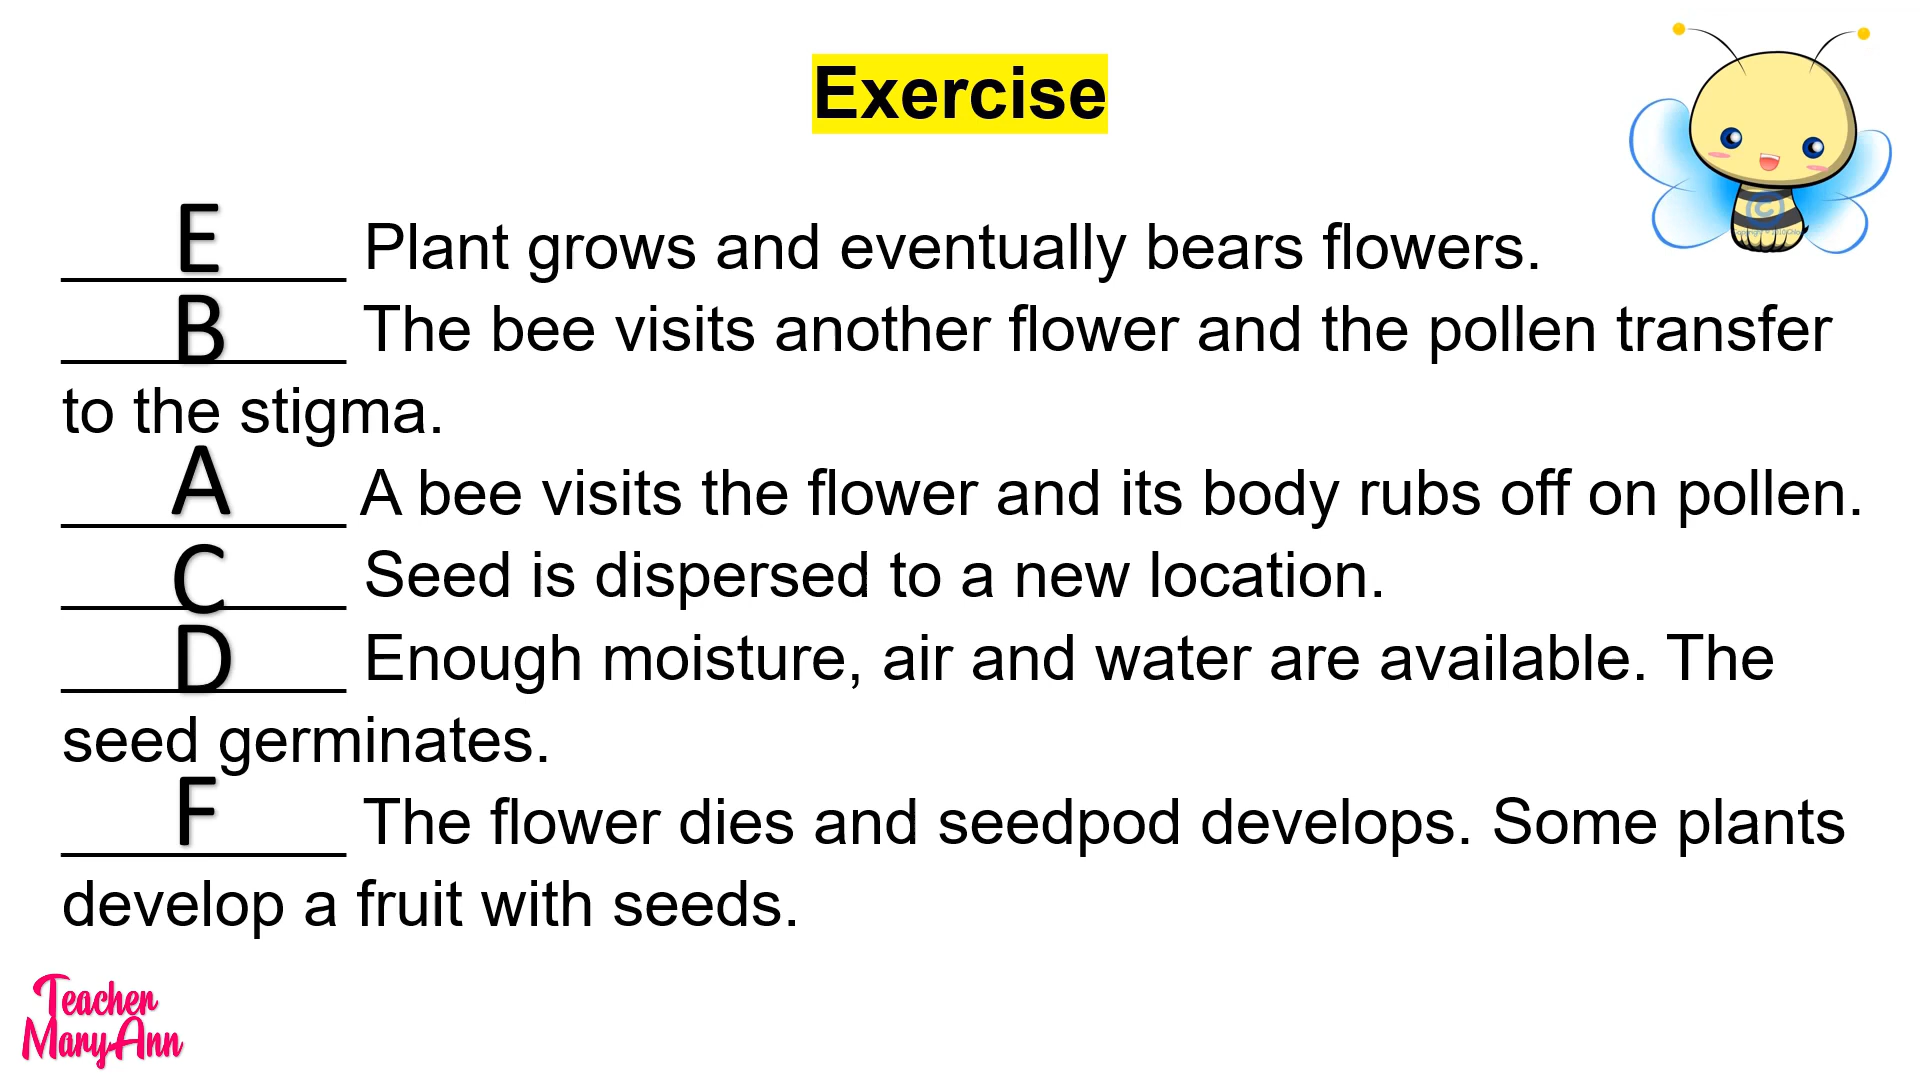 Exercise
E Plant grows and eventually bears flowers.
B The bee visits another flower and the pollen transfer
to the stigma.
A A bee visits the flower and its body rubs off on pollen.
C Seed is dispersed to a new location.
D Enough moisture, air and water are available. The
seed germinates.
F The flower dies and seedpod develops. Some plants
develop a fruit with seeds.
Teacher
MaryAnn